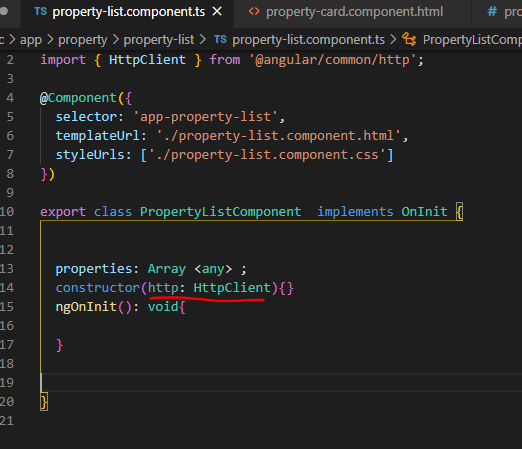 TS property-list.component.ts × <> property-card.component.html #
app > property > property-list > TS property-list.component.ts > PropertyListComp
2 import { HttpClient } from '@angular/common/http';
3
4 @Component({
5 selector: 'app-property-list',
6 templateUrl: './property-list.component.html',
7 styleUrls: ['./property-list.component.css']
8 })
9
10 export class PropertyListComponent  implements OnInit {
11
12
13 properties: Array <any> ;
14 constructor(http: HttpClient){}
15 ngOnInit(): void{
16
17 }
18
19
20 }
21